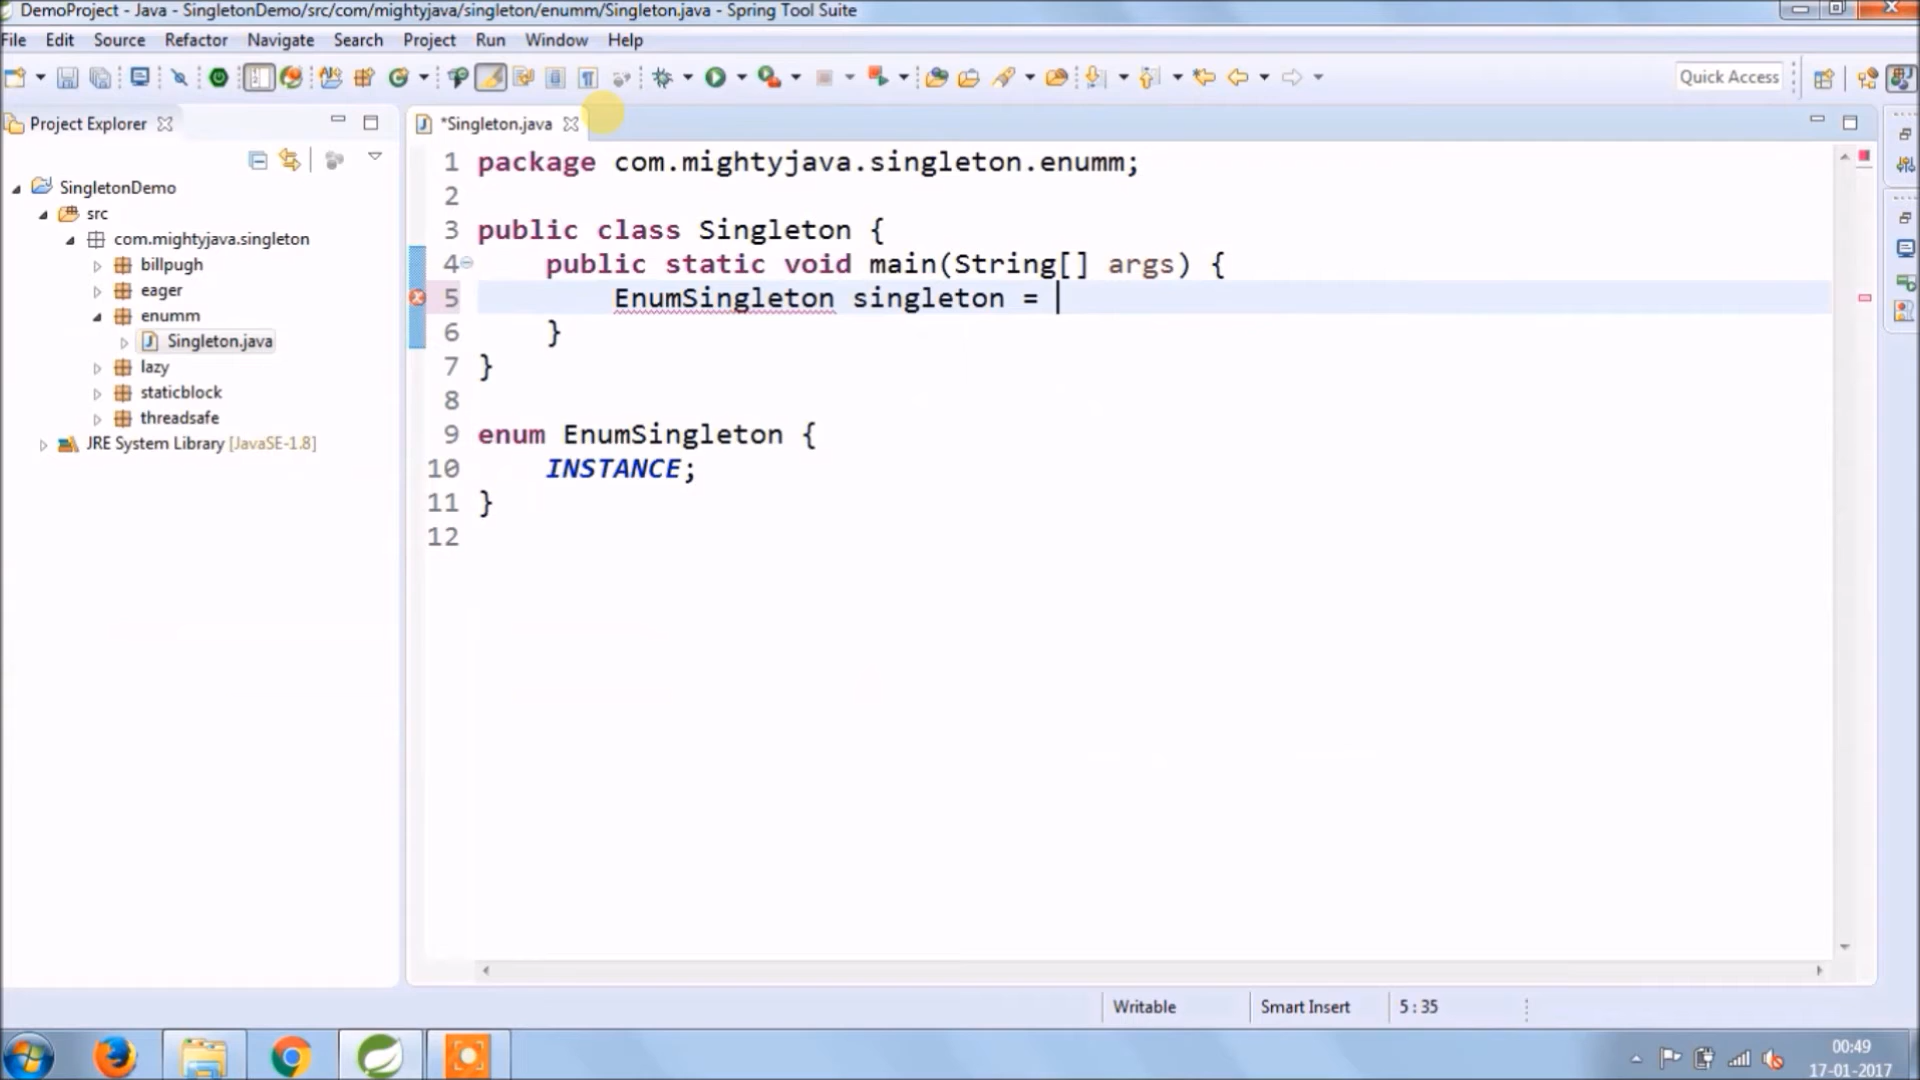 DemoProject - Java - SingletonDemo/src/com/mightyjava/singleton/enumm/Singleton.java - Spring Tool Suite
File Edit Source Refactor Navigate Search Project Run Window Help
Quick Access
Project Explorer
*Singleton.java
SingletonDemo
src
com.mightyjava.singleton
billpugh
eager
enumm
Singleton.java
lazy
staticblock
threadsafe
JRE System Library [JavaSE-1.8]
1 package com.mightyjava.singleton.enumm;
2
3 public class Singleton {
4 public static void main(String[] args) {
5 EnumSingleton singleton =
6 }
7 }
8
9 enum EnumSingleton {
10 INSTANCE;
11 }
12
Writable Smart Insert 5 : 35
00:49
17-01-2017